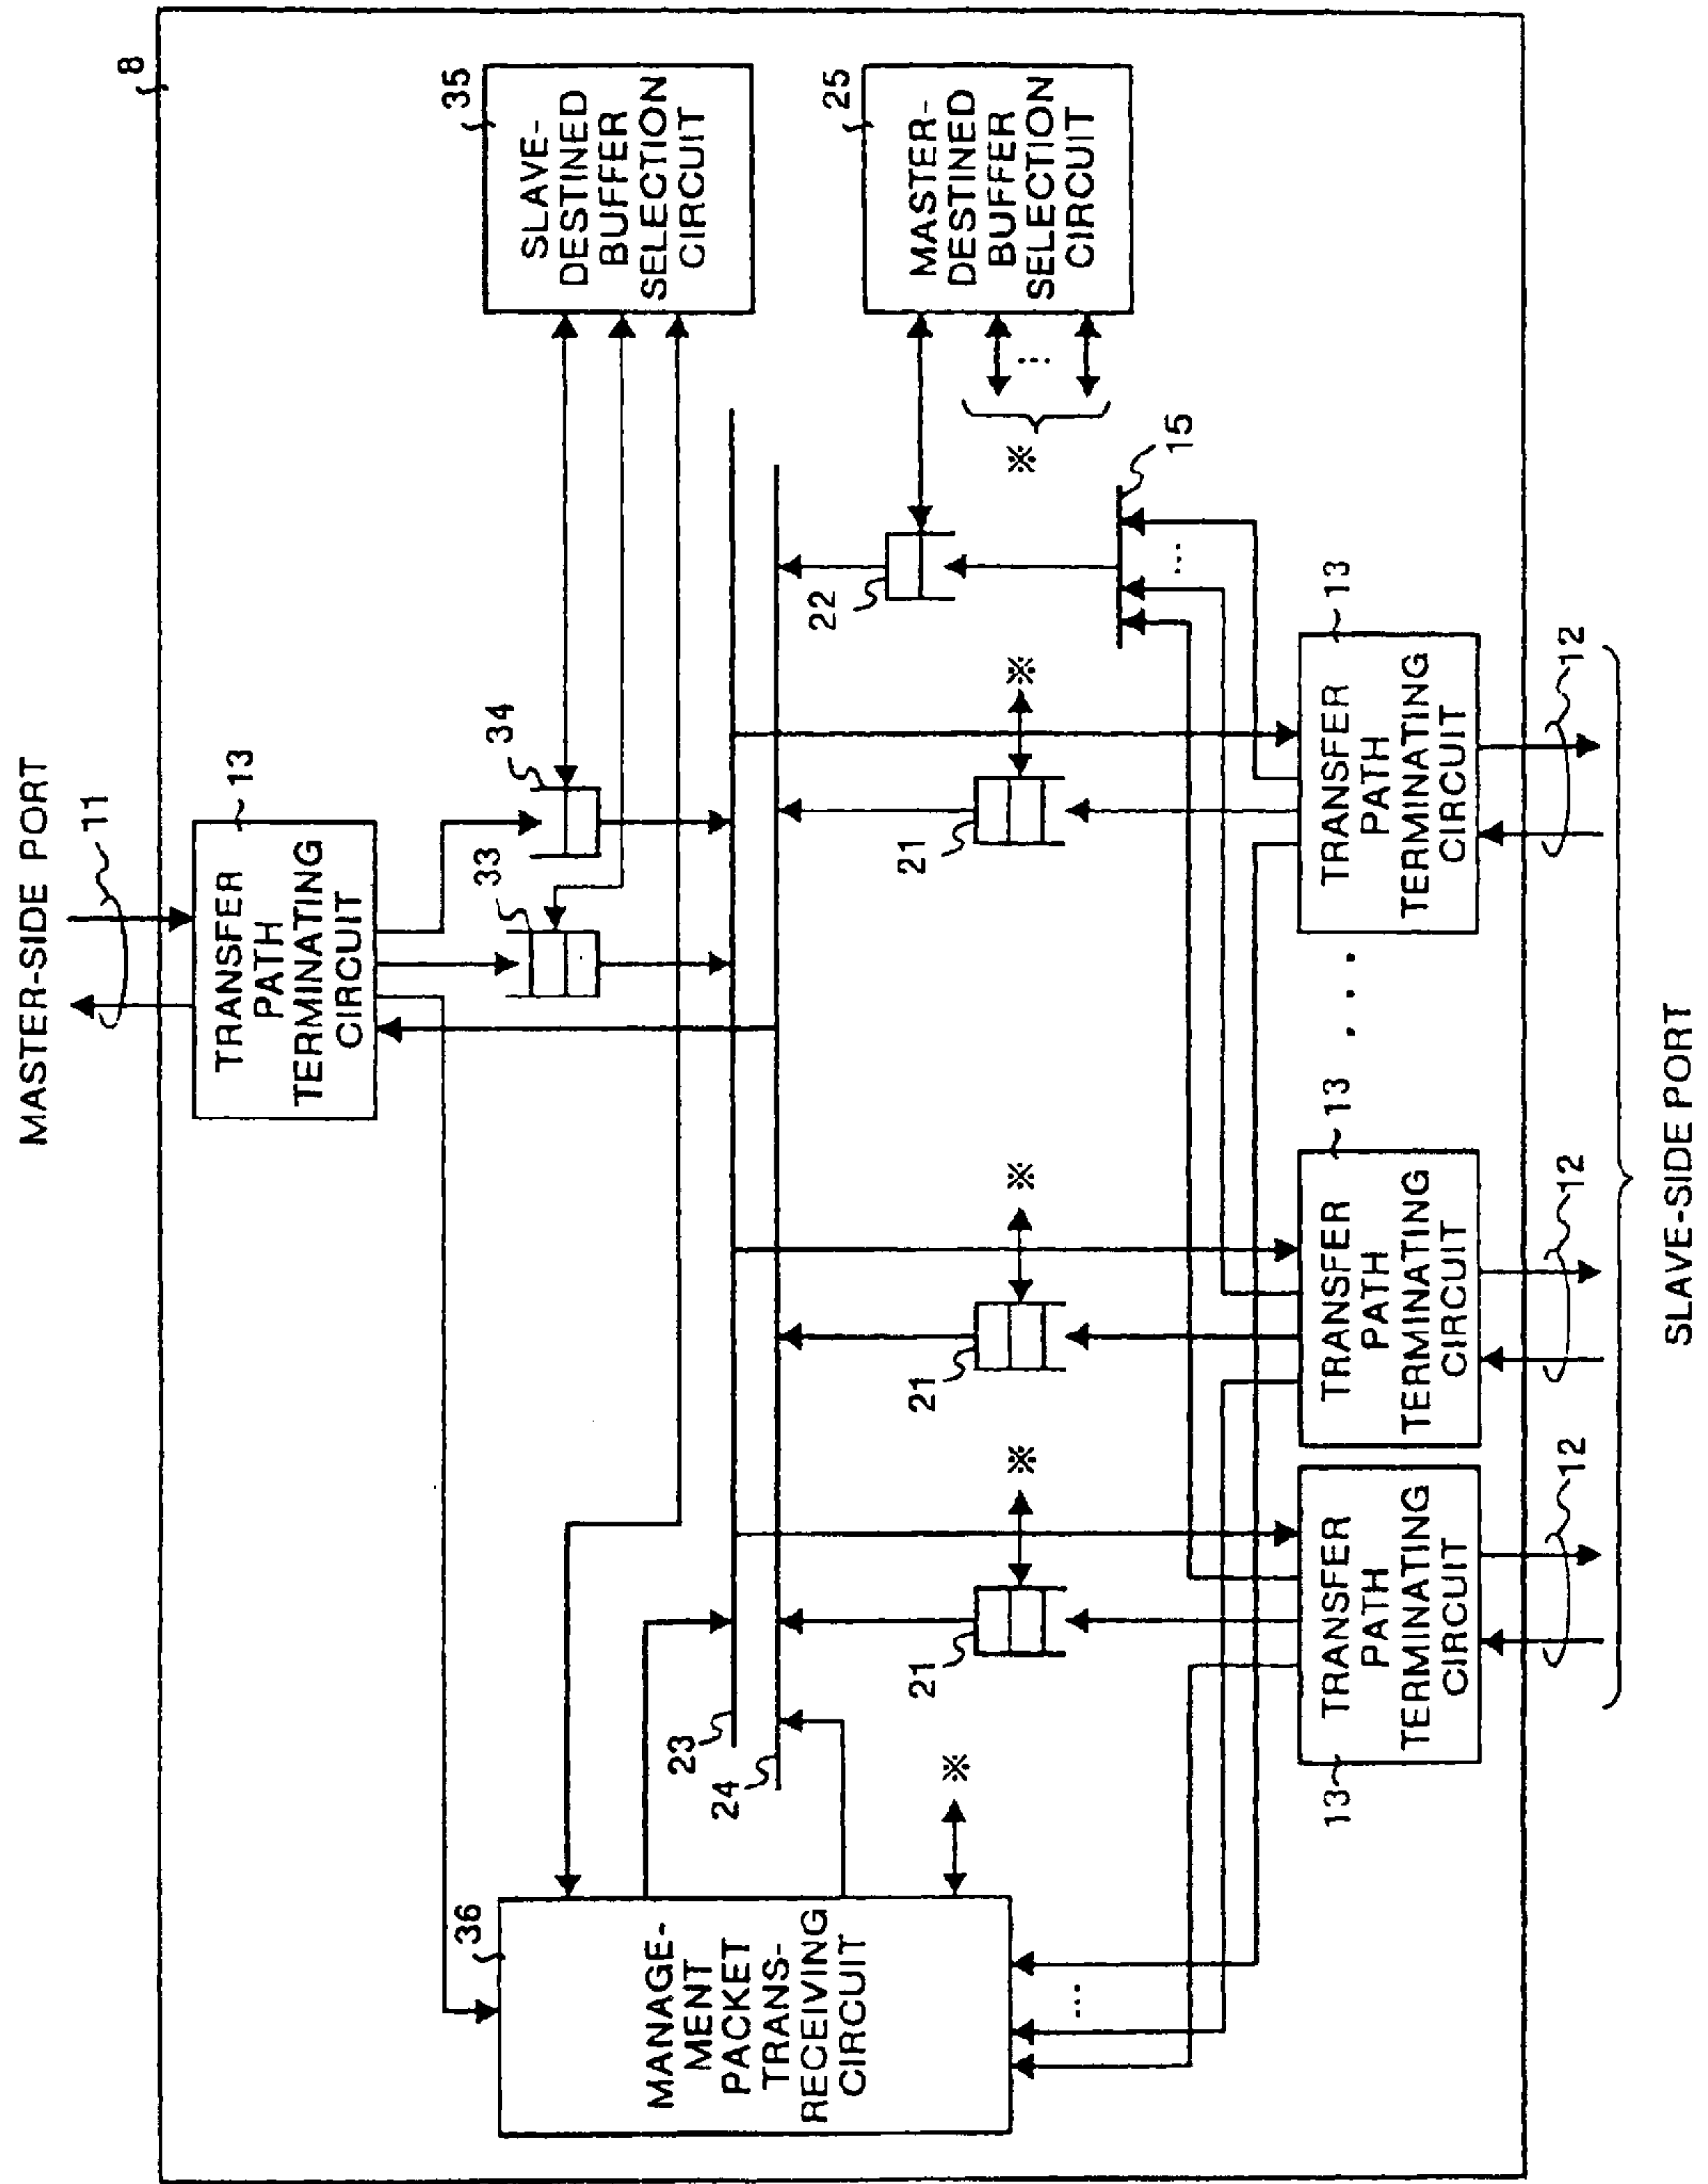 MASTER-SIDE PORT
11
8
13
TRANSFER
PATH
TERMINATING
CIRCUIT
35
SLAVE-
DESTINED
BUFFER
SELECTION
CIRCUIT
33
34
36
MANAGE-
MENT
PACKET
TRANS-
RECEIVING
CIRCUIT
23
24
25
MASTER-
DESTINED
BUFFER
SELECTION
CIRCUIT
...
※
※
※
※
※
21
21
21
22
15
...
...
13
TRANSFER
PATH
TERMINATING
CIRCUIT
13
TRANSFER
PATH
TERMINATING
CIRCUIT
. . . .
13
TRANSFER
PATH
TERMINATING
CIRCUIT
12
12
12
SLAVE-SIDE PORT